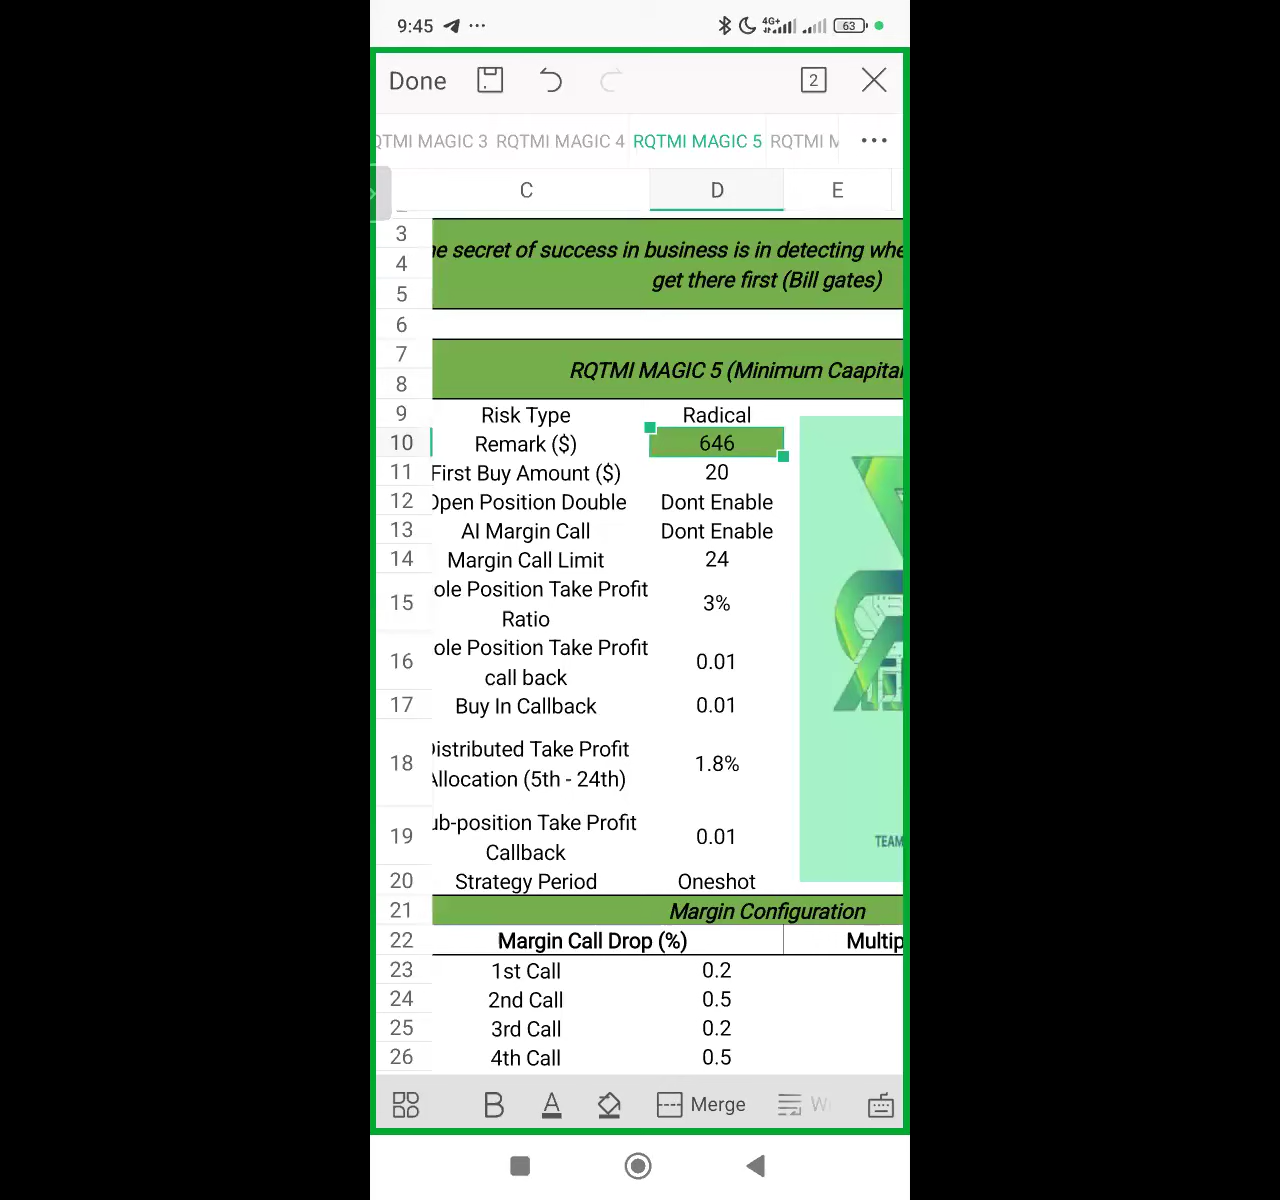 9:45
4G+
63
Done
2
QTMI MAGIC 3 RQTMI MAGIC 4 RQTMI MAGIC 5 RQTMI M
C D E
3
he secret of success in business is in detecting whe
4
get there first (Bill gates)
5
6
7
RQTMI MAGIC 5 (Minimum Caapital
8
9 Risk Type Radical
10 Remark ($) 646
11 First Buy Amount ($) 20
12 Open Position Double Dont Enable
13 AI Margin Call Dont Enable
14 Margin Call Limit 24
15 ole Position Take Profit
Ratio 3%
16 ole Position Take Profit
call back 0.01
17 Buy In Callback 0.01
18 Distributed Take Profit
Allocation (5th - 24th) 1.8%
19 ub-position Take Profit
Callback 0.01
TEAM
20 Strategy Period Oneshot
21 Margin Configuration
22 Margin Call Drop (%) Multip
23 1st Call 0.2
24 2nd Call 0.5
25 3rd Call 0.2
26 4th Call 0.5
B A Merge W